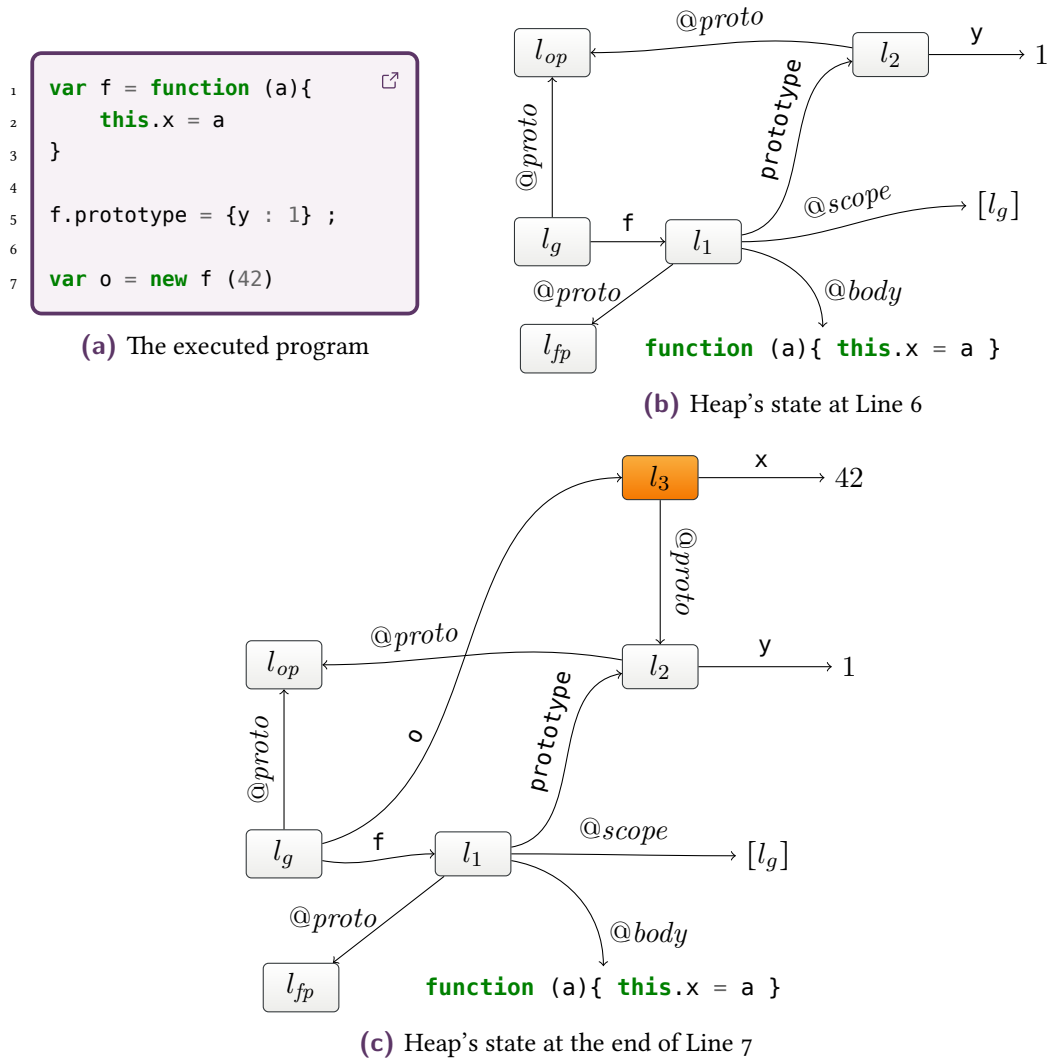 1 var f = function (a){
2 this.x = a
3 }
4
5 f.prototype = {y : 1} ;
6
7 var o = new f (42)
(a) The executed program
@proto
l_op
l_2
y
1
@proto
prototype
@scope
[l_g]
l_g
f
l_1
@proto
@body
l_fp
function (a){ this.x = a }
(b) Heap's state at Line 6
l_3
x
42
@proto
@proto
l_op
l_2
y
1
@proto
o
prototype
@scope
l_g
f
l_1
[l_g]
@proto
@body
l_fp
function (a){ this.x = a }
(c) Heap's state at the end of Line 7